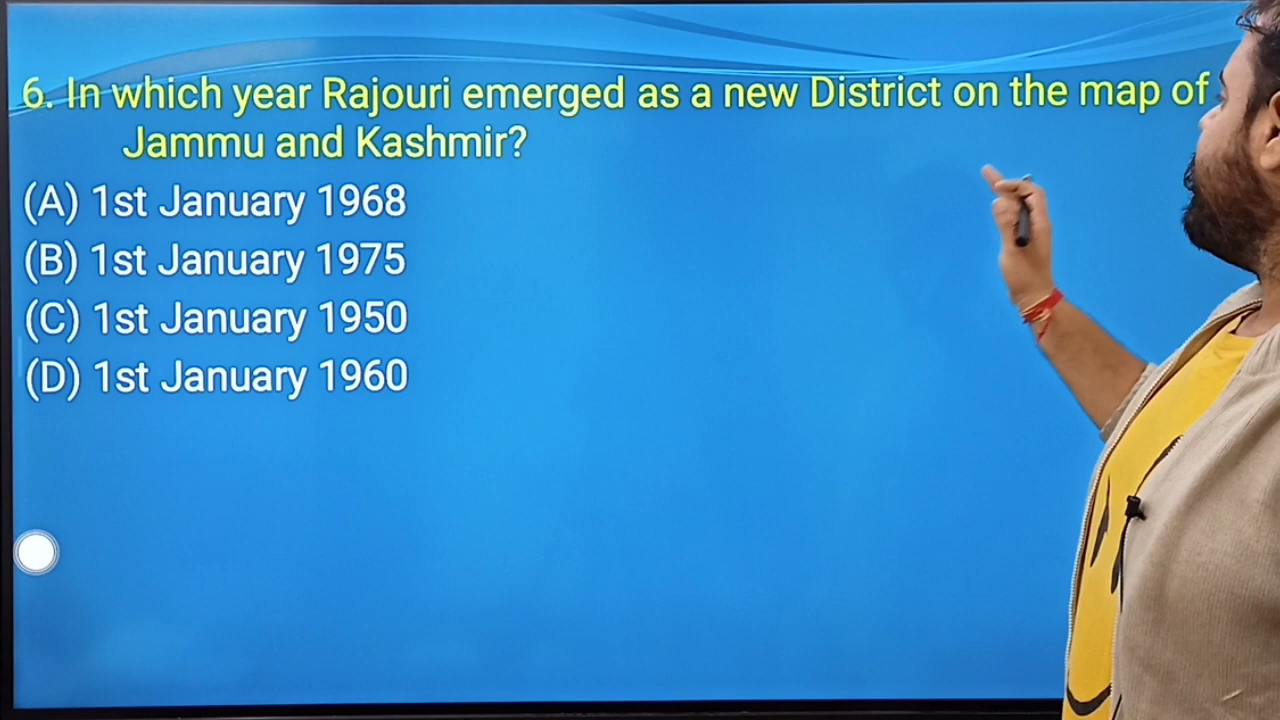 6. In which year Rajouri emerged as a new District on the map of
Jammu and Kashmir?
(A) 1st January 1968
(B) 1st January 1975
(C) 1st January 1950
(D) 1st January 1960